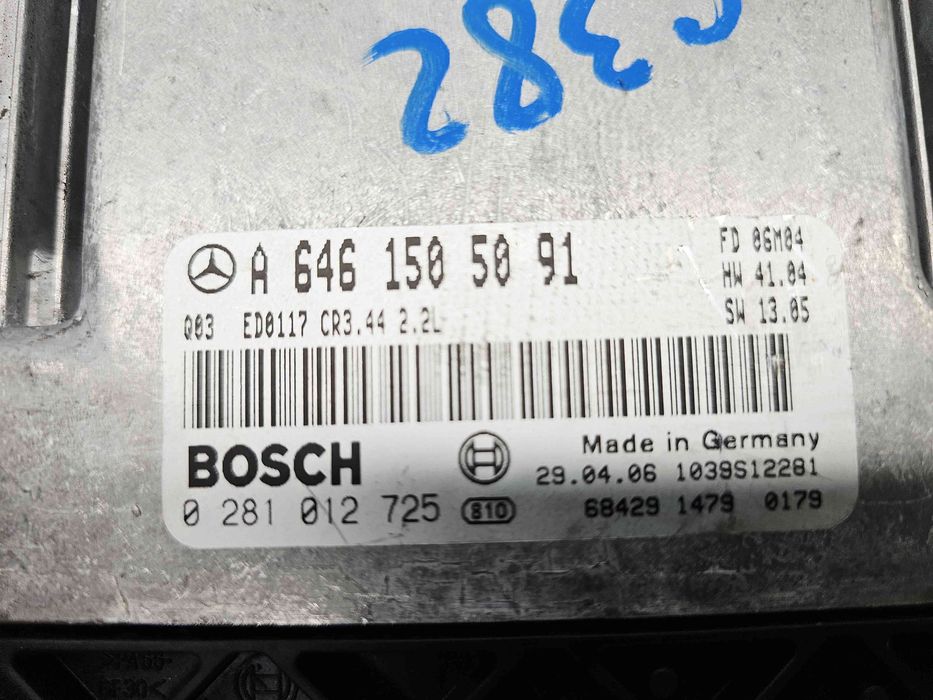 A 646 150 50 91
FD 06M04
HW 41.04
SW 13.05
Q03 ED0117 CR3.44 2.2L
BOSCH
Made in Germany
29.04.06 1039S12281
0 281 012 725 810
68429 1479 0179